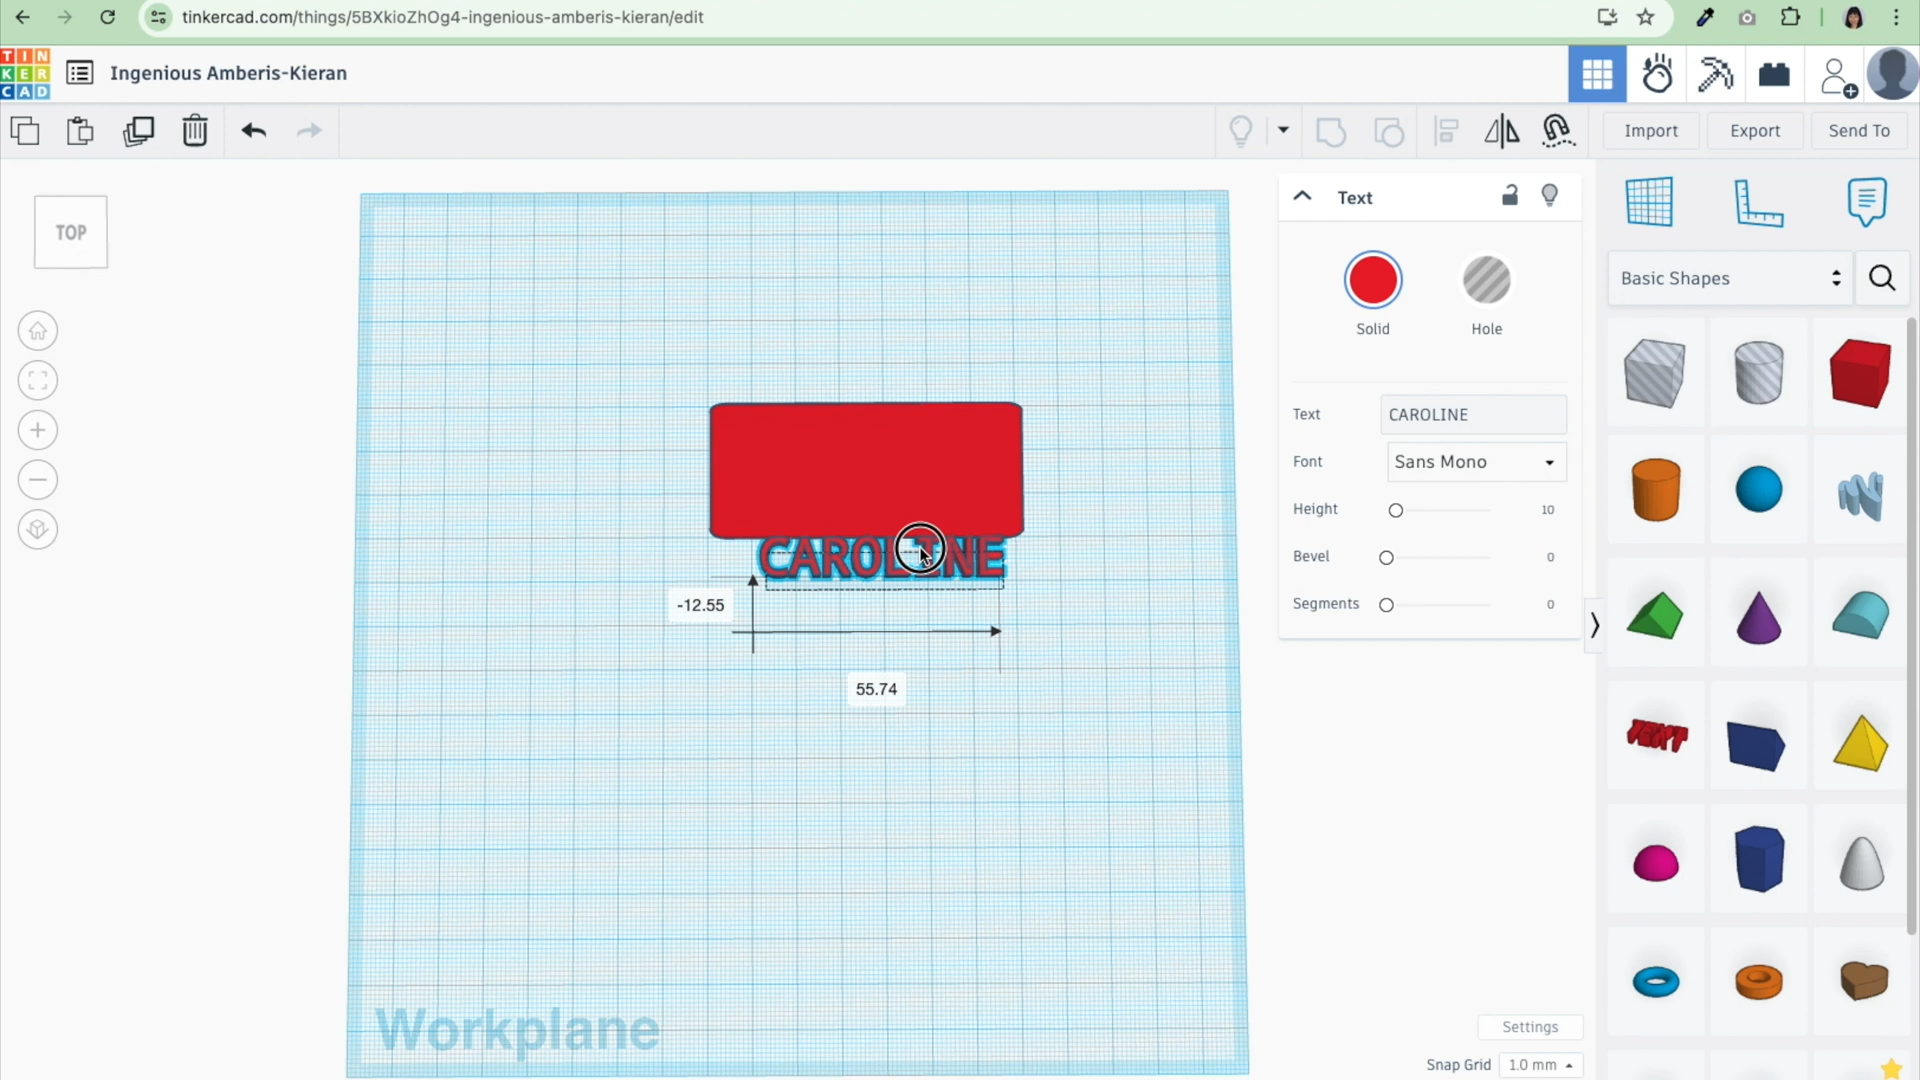 tinkercad.com/things/5BXkioZhOg4-ingenious-amberis-kieran/edit
TIN
KER
CAD
Ingenious Amberis-Kieran
Import
Export
Send To
TOP
Text
Solid
Hole
Text
CAROLINE
Font
Sans Mono
Height
10
Bevel
0
Segments
0
Basic Shapes
CAROLINE
-12.55
55.74
TEXT
Workplane
Settings
Snap Grid
1.0 mm